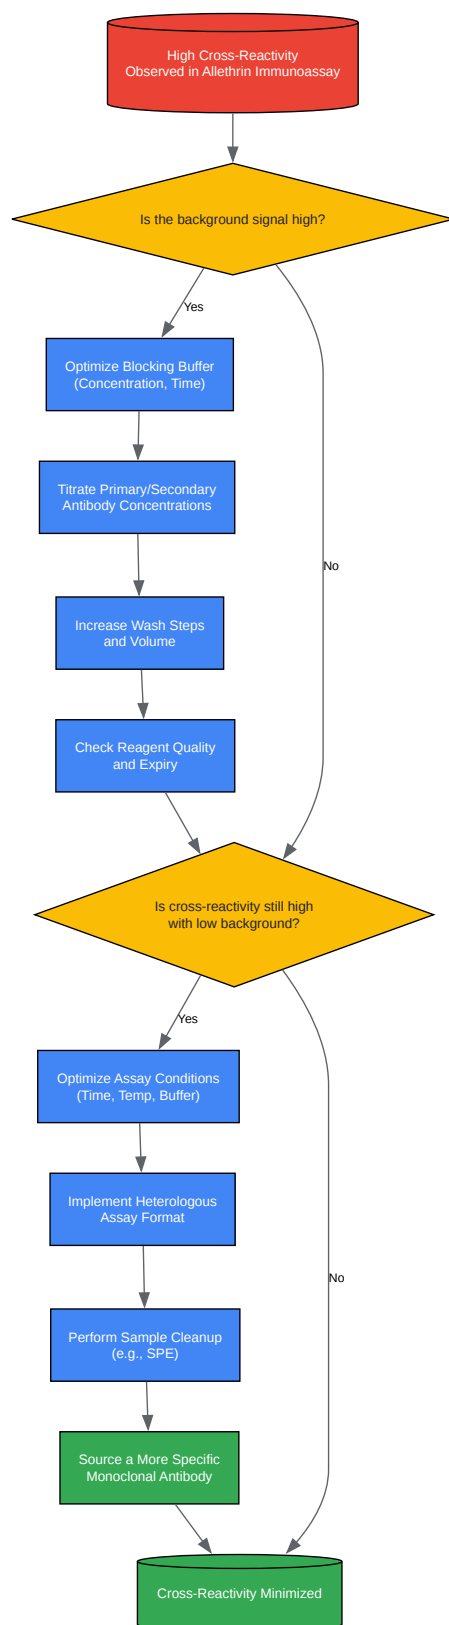 High Cross-Reactivity
Observed in Allethrin Immunoassay
Is the background signal high?
Yes
Optimize Blocking Buffer
(Concentration, Time)
Titrate Primary/Secondary
Antibody Concentrations
No
Increase Wash Steps
and Volume
Check Reagent Quality
and Expiry
Is cross-reactivity still high
with low background?
Yes
Optimize Assay Conditions
(Time, Temp, Buffer)
Implement Heterologous
Assay Format
No
Perform Sample Cleanup
(e.g., SPE)
Source a More Specific
Monoclonal Antibody
Cross-Reactivity Minimized